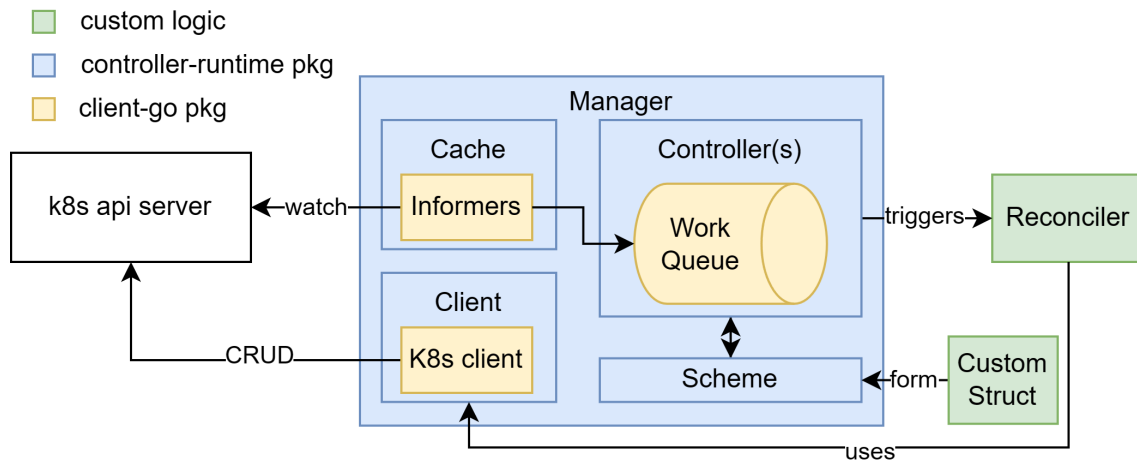 custom logic
controller-runtime pkg
client-go pkg
Manager
Cache
Controller(s)
k8s api server
watch
Informers
Work
Queue
triggers
Reconciler
Client
CRUD
K8s client
Scheme
form
Custom
Struct
uses